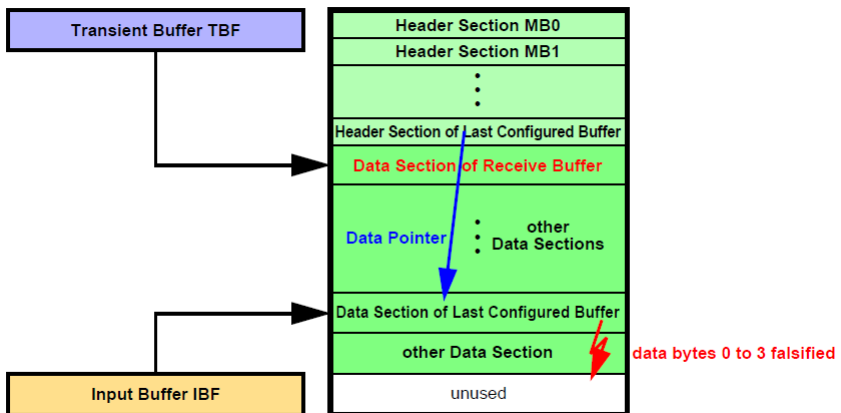 Transient Buffer TBF
Header Section MB0
Header Section MB1
Header Section of Last Configured Buffer
Data Section of Receive Buffer
Data Pointer
other
Data Sections
Data Section of Last Configured Buffer
other Data Section
data bytes 0 to 3 falsified
Input Buffer IBF
unused